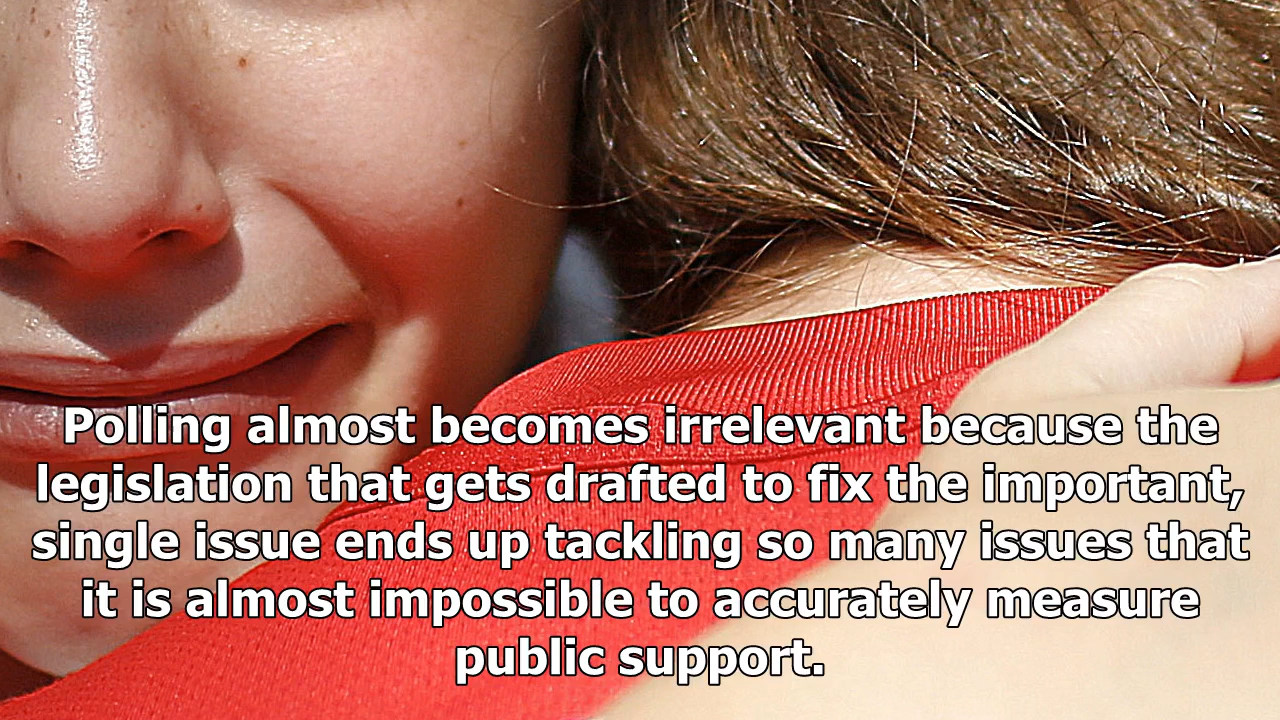 Polling almost becomes irrelevant because the
legislation that gets drafted to fix the important,
single issue ends up tackling so many issues that
it is almost impossible to accurately measure
public support.